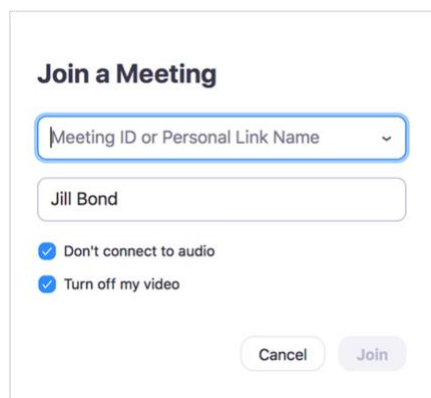 Join a Meeting
Meeting ID or Personal Link Name
Jill Bond
Don't connect to audio
Turn off my video
Cancel Join